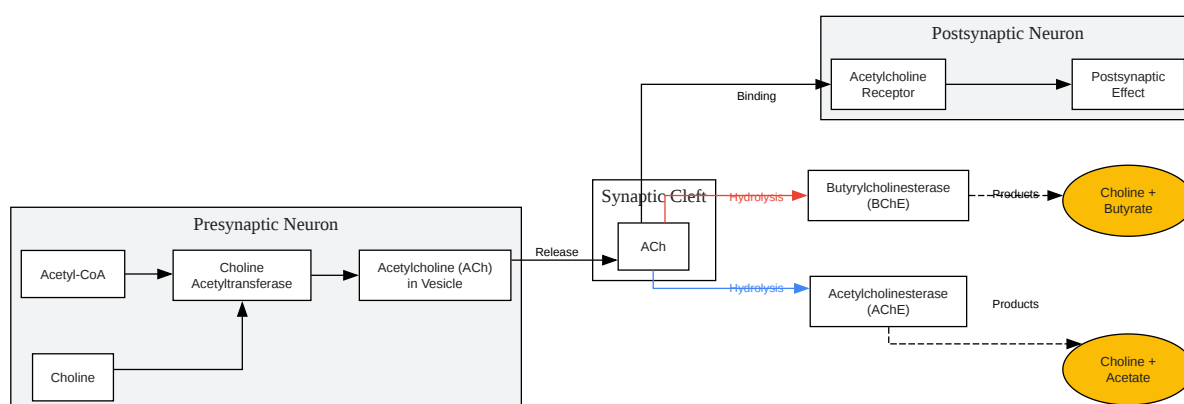 Postsynaptic Neuron
Acetylcholine
Receptor
Postsynaptic
Effect
Binding
Synaptic Cleft
ACh
Hydrolysis
Butyrylcholinesterase
(BChE)
Products
Choline +
Butyrate
Presynaptic Neuron
Acetyl-CoA
Choline
Acetyltransferase
Acetylcholine (ACh)
in Vesicle
Release
Choline
Hydrolysis
Acetylcholinesterase
(AChE)
Products
Choline +
Acetate